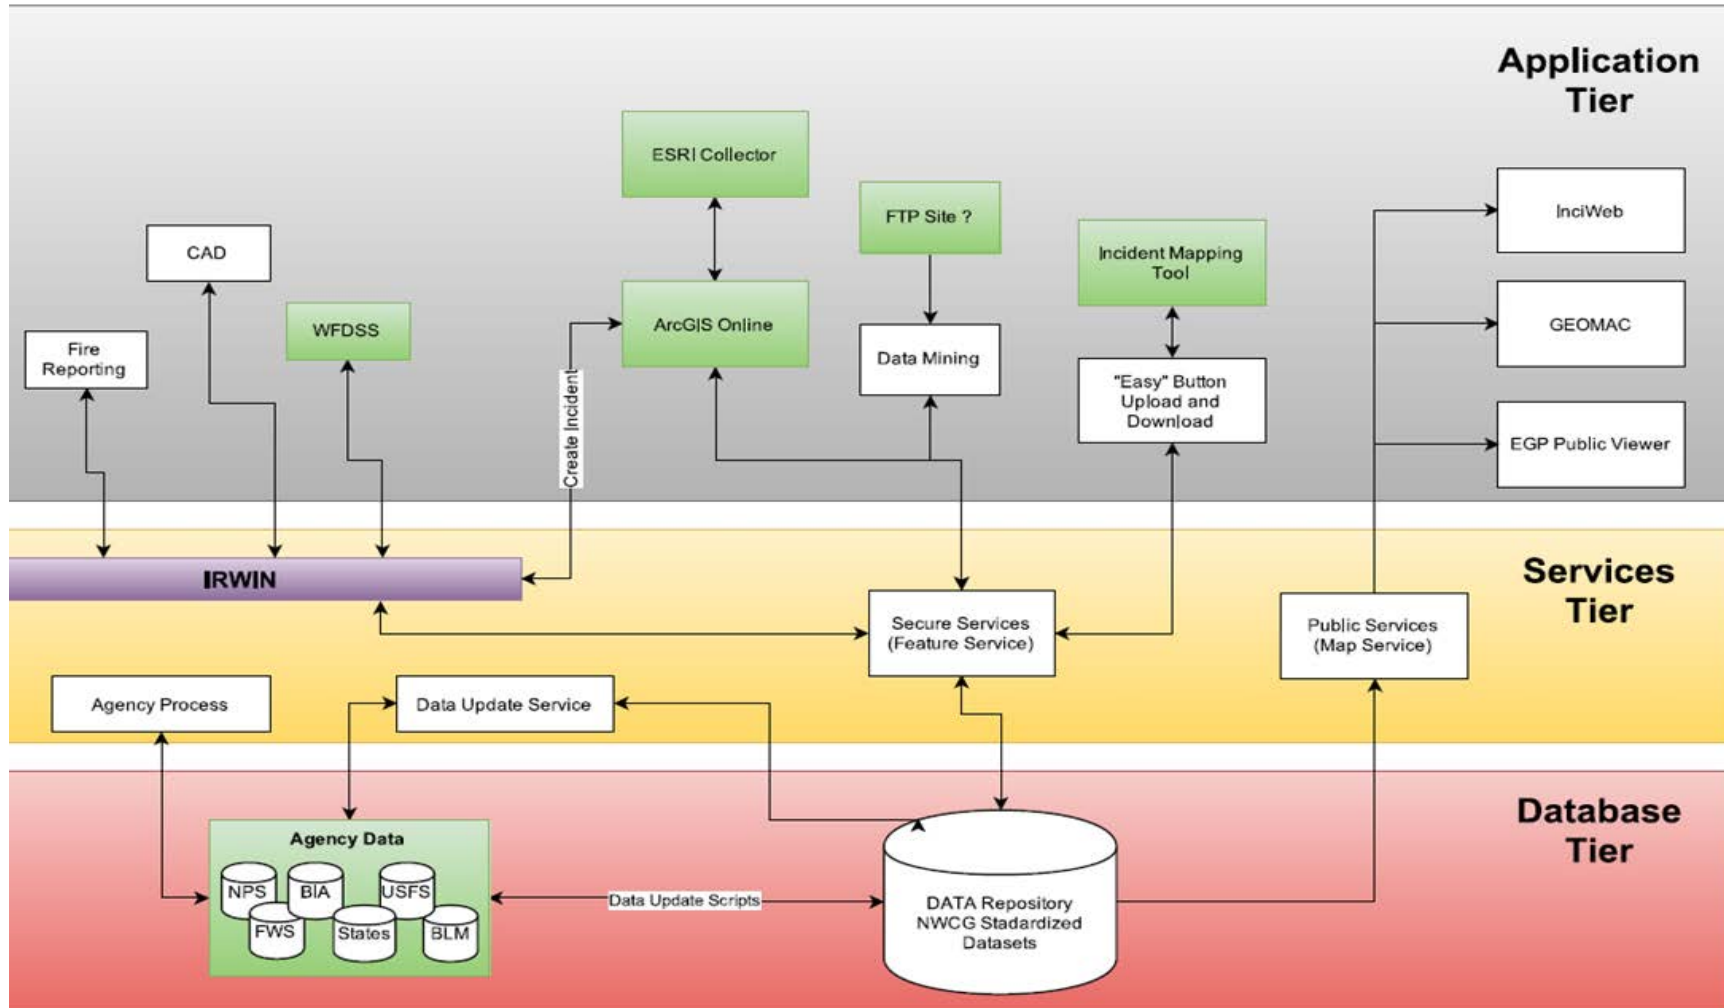 Application
Tier
ESRI Collector
InciWeb
FTP Site ?
CAD
Incident Mapping
Tool
WFDSS
ArcGIS Online
GEOMAC
Fire
Reporting
Data Mining
"Easy" Button
Upload and
Download
Create Incident
EGP Public Viewer
Services
Tier
IRWIN
Secure Services
(Feature Service)
Public Services
(Map Service)
Agency Process
Data Update Service
Database
Tier
Agency Data
NPS
BIA
USFS
FWS
States
BLM
Data Update Scripts
DATA Repository
NWCG Stadardized
Datasets